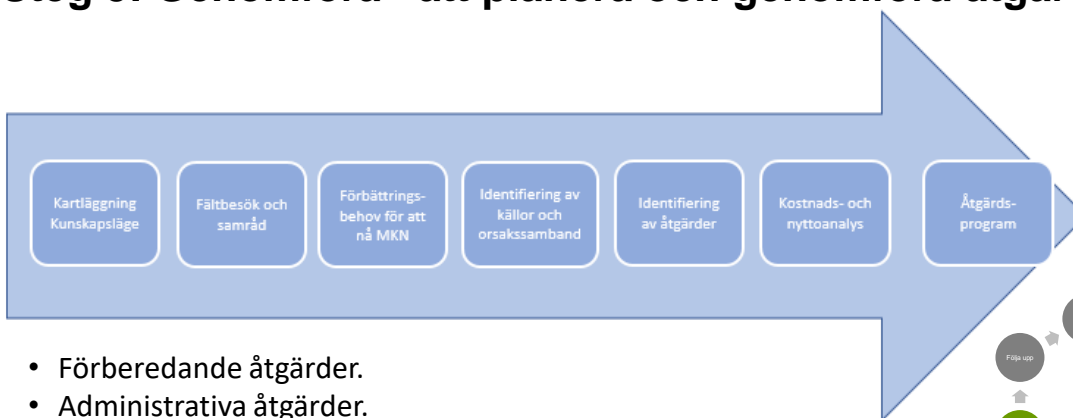 Kartläggning
Kunskapsläge
Fältbesök och
samråd
Förbättrings-
behov för att
nå MKN
Identifiering av
källor och
orsakssamband
Identifiering
av åtgärder
Kostnads- och
nyttoanalys
Åtgärds-
program
Följa upp
• Förberedande åtgärder.
• Administrativa åtgärder.